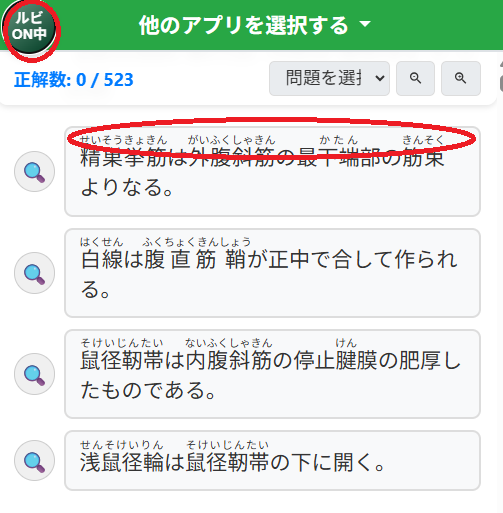 ルビ
ON中
他のアプリを選択する
正解数: 0 / 523
問題を選択
せいそうきょきん がいふくしゃきん かたん きんそく
精巣挙筋は外腹斜筋の最下端部の筋束
よりなる。
はくせん ふくちょくきんしょう
白線は腹直筋鞘が正中で合して作られ
る。
そけいじんたい ないふくしゃきん けん
鼠径靭帯は内腹斜筋の停止腱膜の肥厚し
たものである。
せんそけいりん そけいじんたい
浅鼠径輪は鼠径靭帯の下に開く。